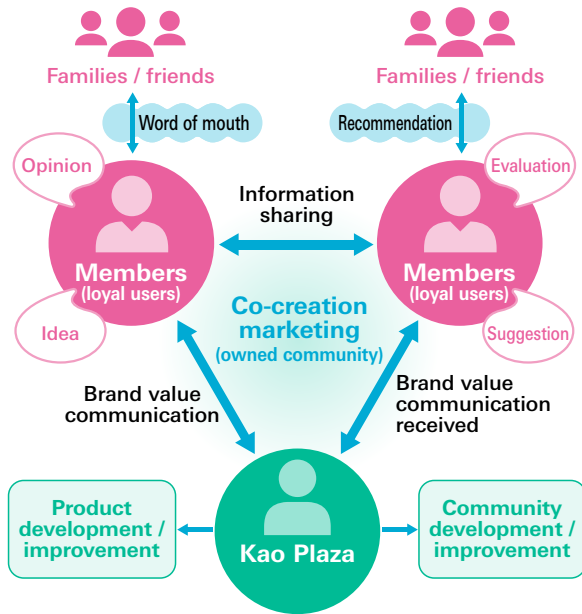 Families / friends
Families / friends
Word of mouth
Recommendation
Opinion
Evaluation
Information
sharing
Members
(loyal users)
Members
(loyal users)
Idea
Suggestion
Co-creation
marketing
(owned community)
Brand value
communication
Brand value
communication
received
Product
development /
improvement
Kao Plaza
Community
development /
improvement